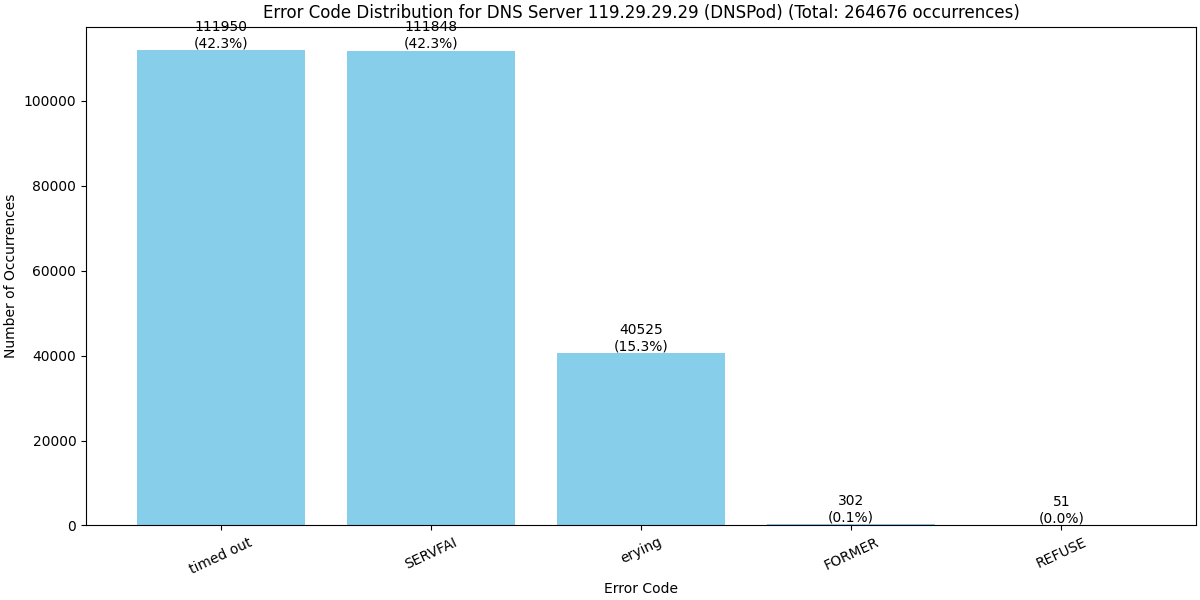 Error Code Distribution for DNS Server 119.29.29.29 (DNSPod) (Total: 264676 occurrences)
111950
(42.3%)
111848
(42.3%)
40525
(15.3%)
302
(0.1%)
51
(0.0%)
Number of Occurrences
100000
80000
60000
40000
20000
0
timed out
SERVFAI
erying
FORMER
REFUSE
Error Code